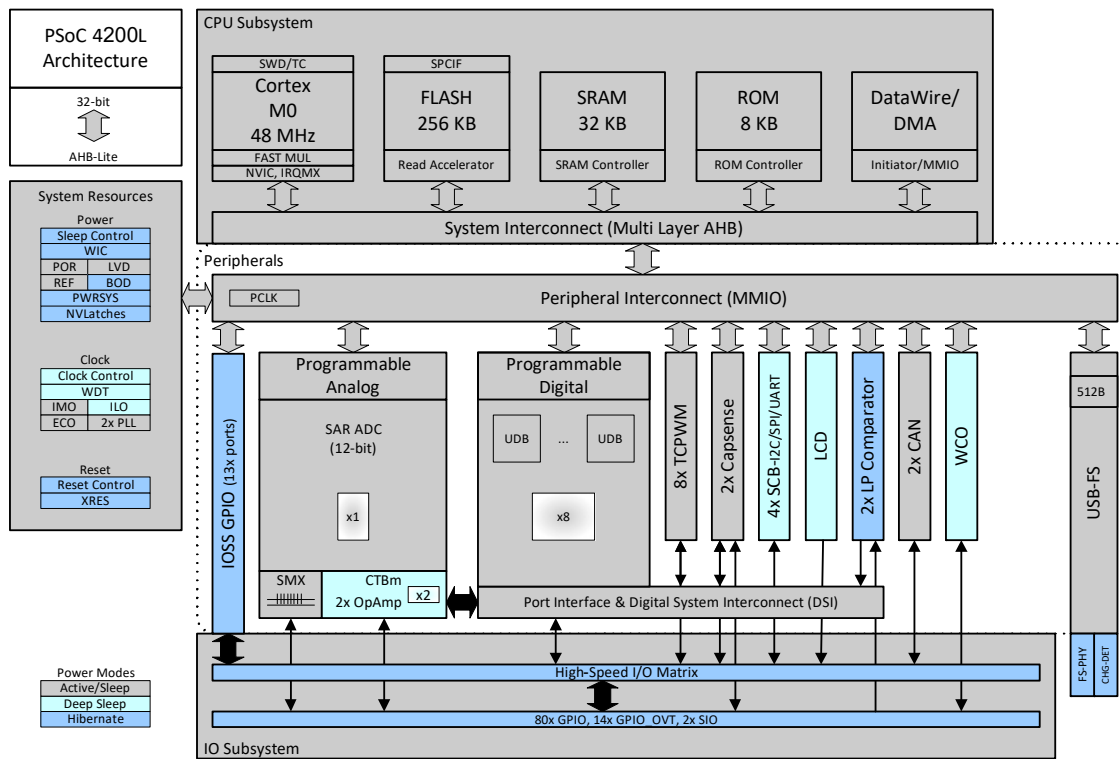 PSoC 4200L
Architecture
32-bit
AHB-Lite
CPU Subsystem
SWD/TC
Cortex
M0
48 MHz
FAST MUL
NVIC, IRQMX
SPCIF
FLASH
256 KB
Read Accelerator
SRAM
32 KB
SRAM Controller
ROM
8 KB
ROM Controller
DataWire/
DMA
Initiator/MMIO
System Interconnect (Multi Layer AHB)
System Resources
Power
Sleep Control
WIC
POR LVD
REF BOD
PWRSYS
NVLatches
Clock
Clock Control
WDT
IMO ILO
ECO 2x PLL
Reset
Reset Control
XRES
Peripherals
PCLK
Peripheral Interconnect (MMIO)
IOSS GPIO (13x ports)
Programmable
Analog
SAR ADC
(12-bit)
x1
SMX
CTBm
2x OpAmp
x2
Programmable
Digital
UDB ... UDB
x8
8x TCPWM
2x Capsense
4x SCB-I2C/SPI/UART
LCD
2x LP Comparator
2x CAN
WCO
512B
USB-FS
FS-PHY
CHG-DET
Port Interface & Digital System Interconnect (DSI)
High-Speed I/O Matrix
80x GPIO, 14x GPIO_OVT, 2x SIO
IO Subsystem
Power Modes
Active/Sleep
Deep Sleep
Hibernate